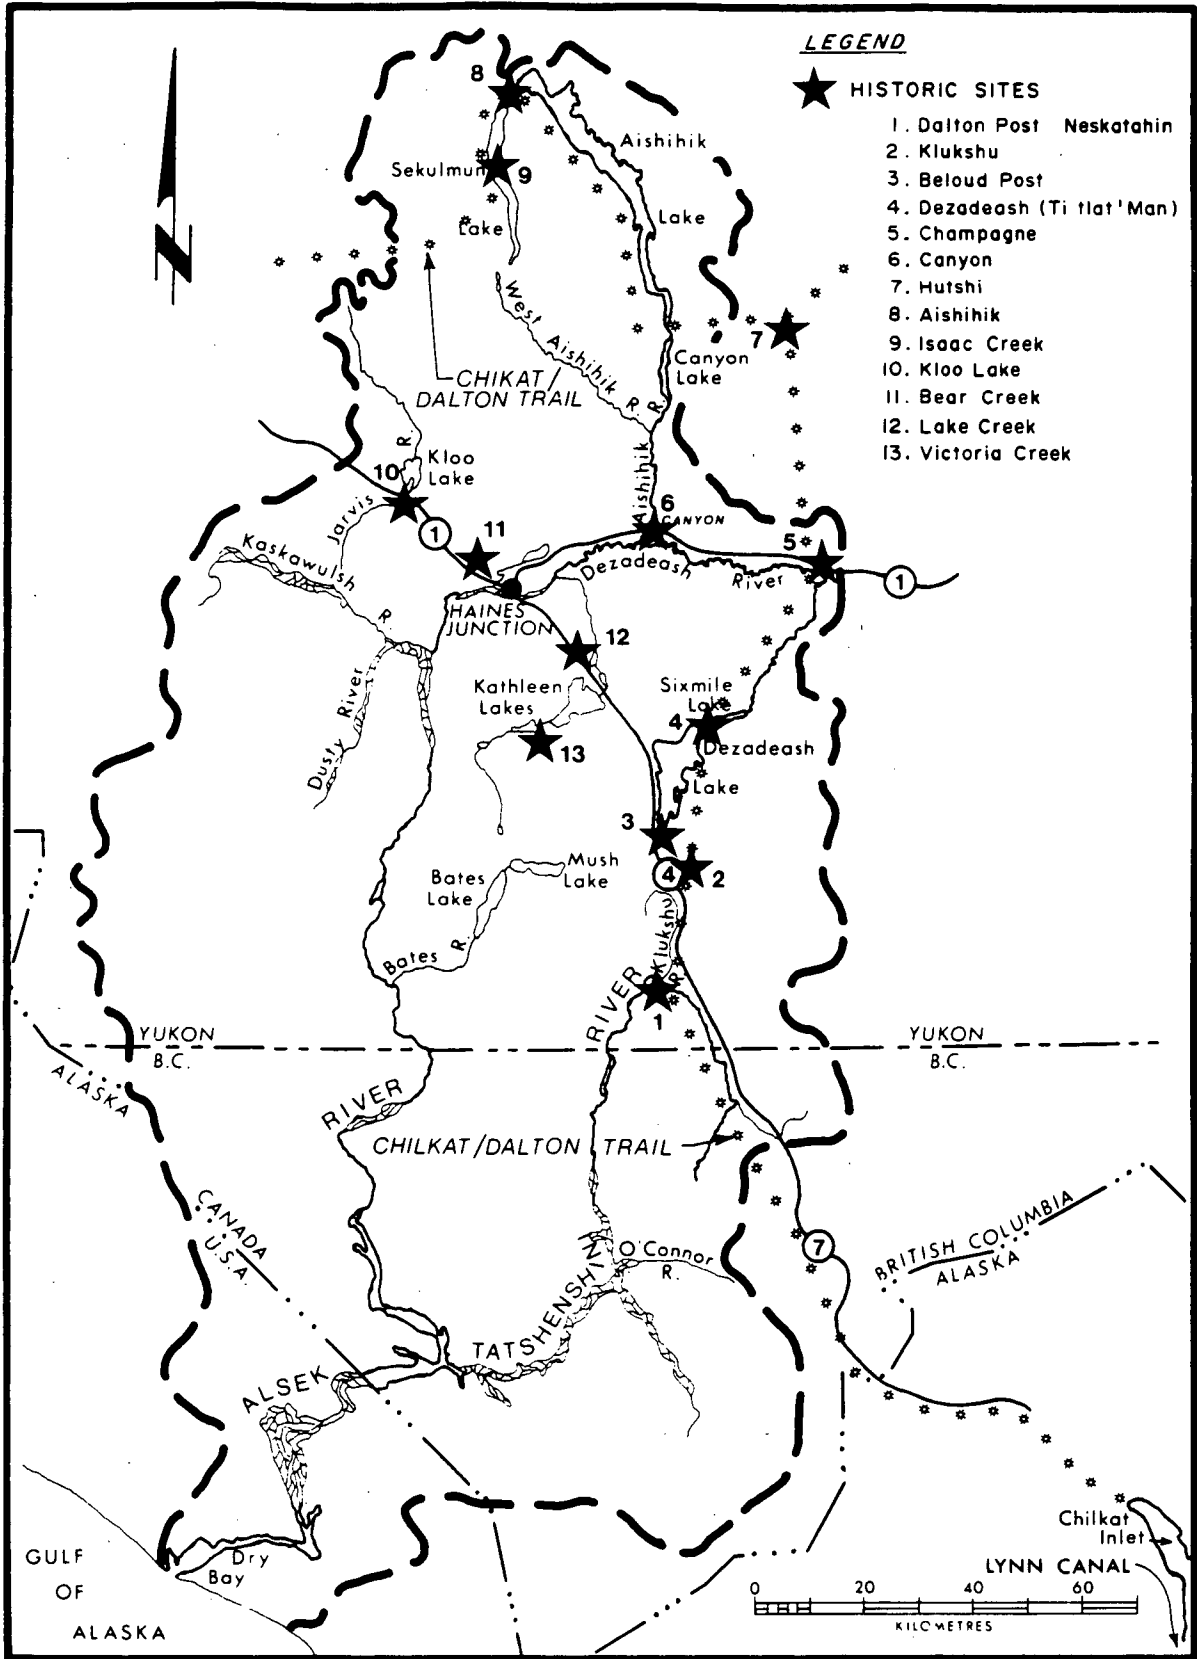 LEGEND
HISTORIC SITES
1. Dalton Post Neskatahin
2. Klukshu
3. Beloud Post
4. Dezadeash (Ti tlat'Man)
5. Champagne
6. Canyon
7. Hutshi
8. Aishihik
9. Isaac Creek
10. Kloo Lake
11. Bear Creek
12. Lake Creek
13. Victoria Creek
N
8
Aishihik
Lake
Sekulmun
Lake
9
West Aishihik R.
7
Canyon
Lake
CHIKAT/
DALTON TRAIL
R.
Aishihik
R.
Kloo
Lake
10
Jarvis
1
11
6
CANYON
5
1
Kaskawulsh
R.
Dezadeash
River
HAINES
JUNCTION
12
Dusty River
Kathleen
Lakes
13
Sixmile
Lake
4
Dezadeash
Lake
3
4
2
Mush
Lake
Bates
Lake
Bates R.
Klukshu
R.
RIVER
1
YUKON
B.C.
YUKON
B.C.
ALASKA
RIVER
CHILKAT/DALTON TRAIL
CANADA
U.S.A.
7
BRITISH COLUMBIA
ALASKA
O'Connor
R.
TATSHENSHINI
ALSEK
Chilkat
Inlet
LYNN CANAL
Dry
Bay
GULF
OF
ALASKA
0 20 40 60
KILOMETRES